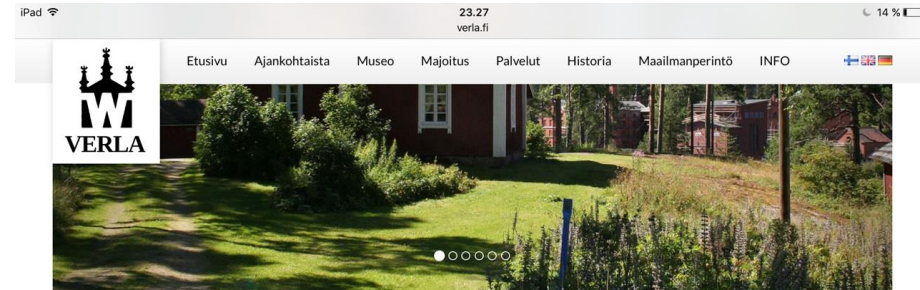 iPad 23.27 14 %
verla.fi
Etusivu Ajankohtaista Museo Majoitus Palvelut Historia Maailmanperintö INFO
W
VERLA